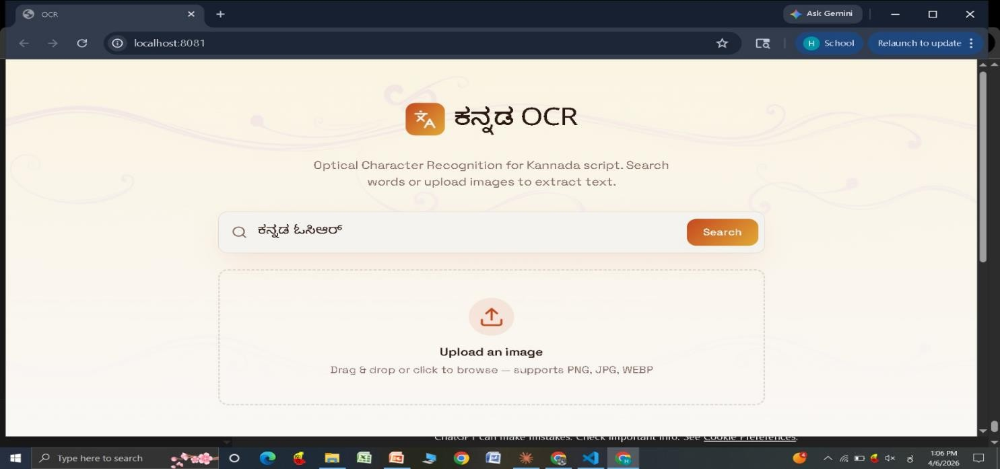 OCR
Ask Gemini
localhost:8081
H School
Relaunch to update
ಕನ್ನಡ OCR
Optical Character Recognition for Kannada script. Search
words or upload images to extract text.
ಕನ್ನಡ ಓಸಿಆರ್
Search
Upload an image
Drag & drop or click to browse — supports PNG, JPG, WEBP
ChatGPT can make mistakes. Check important info. See Cookie Preferences.
Type here to search
1:06 PM
4/6/2026